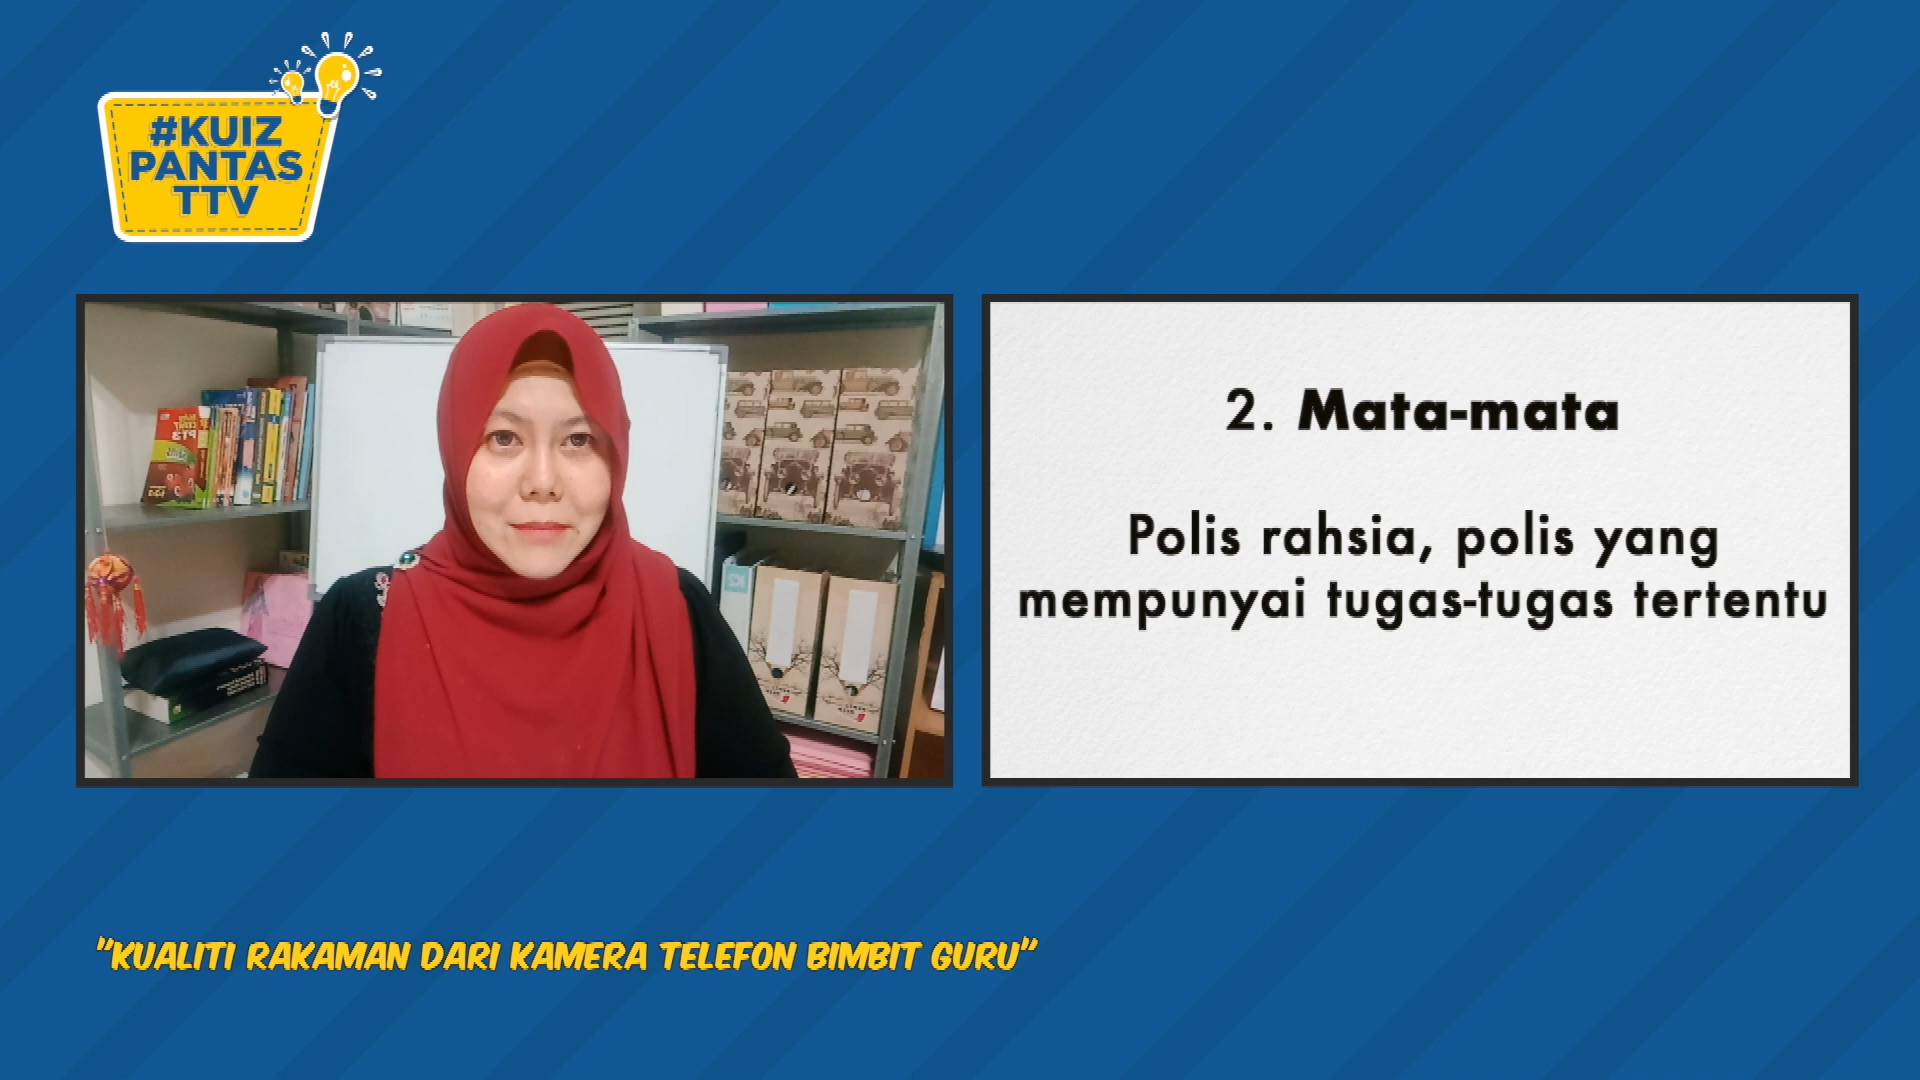 #KUIZ
PANTAS
TTV
2. Mata-mata
Polis rahsia, polis yang
mempunyai tugas-tugas tertentu
"KUALITI RAKAMAN DARI KAMERA TELEFON BIMBIT GURU"